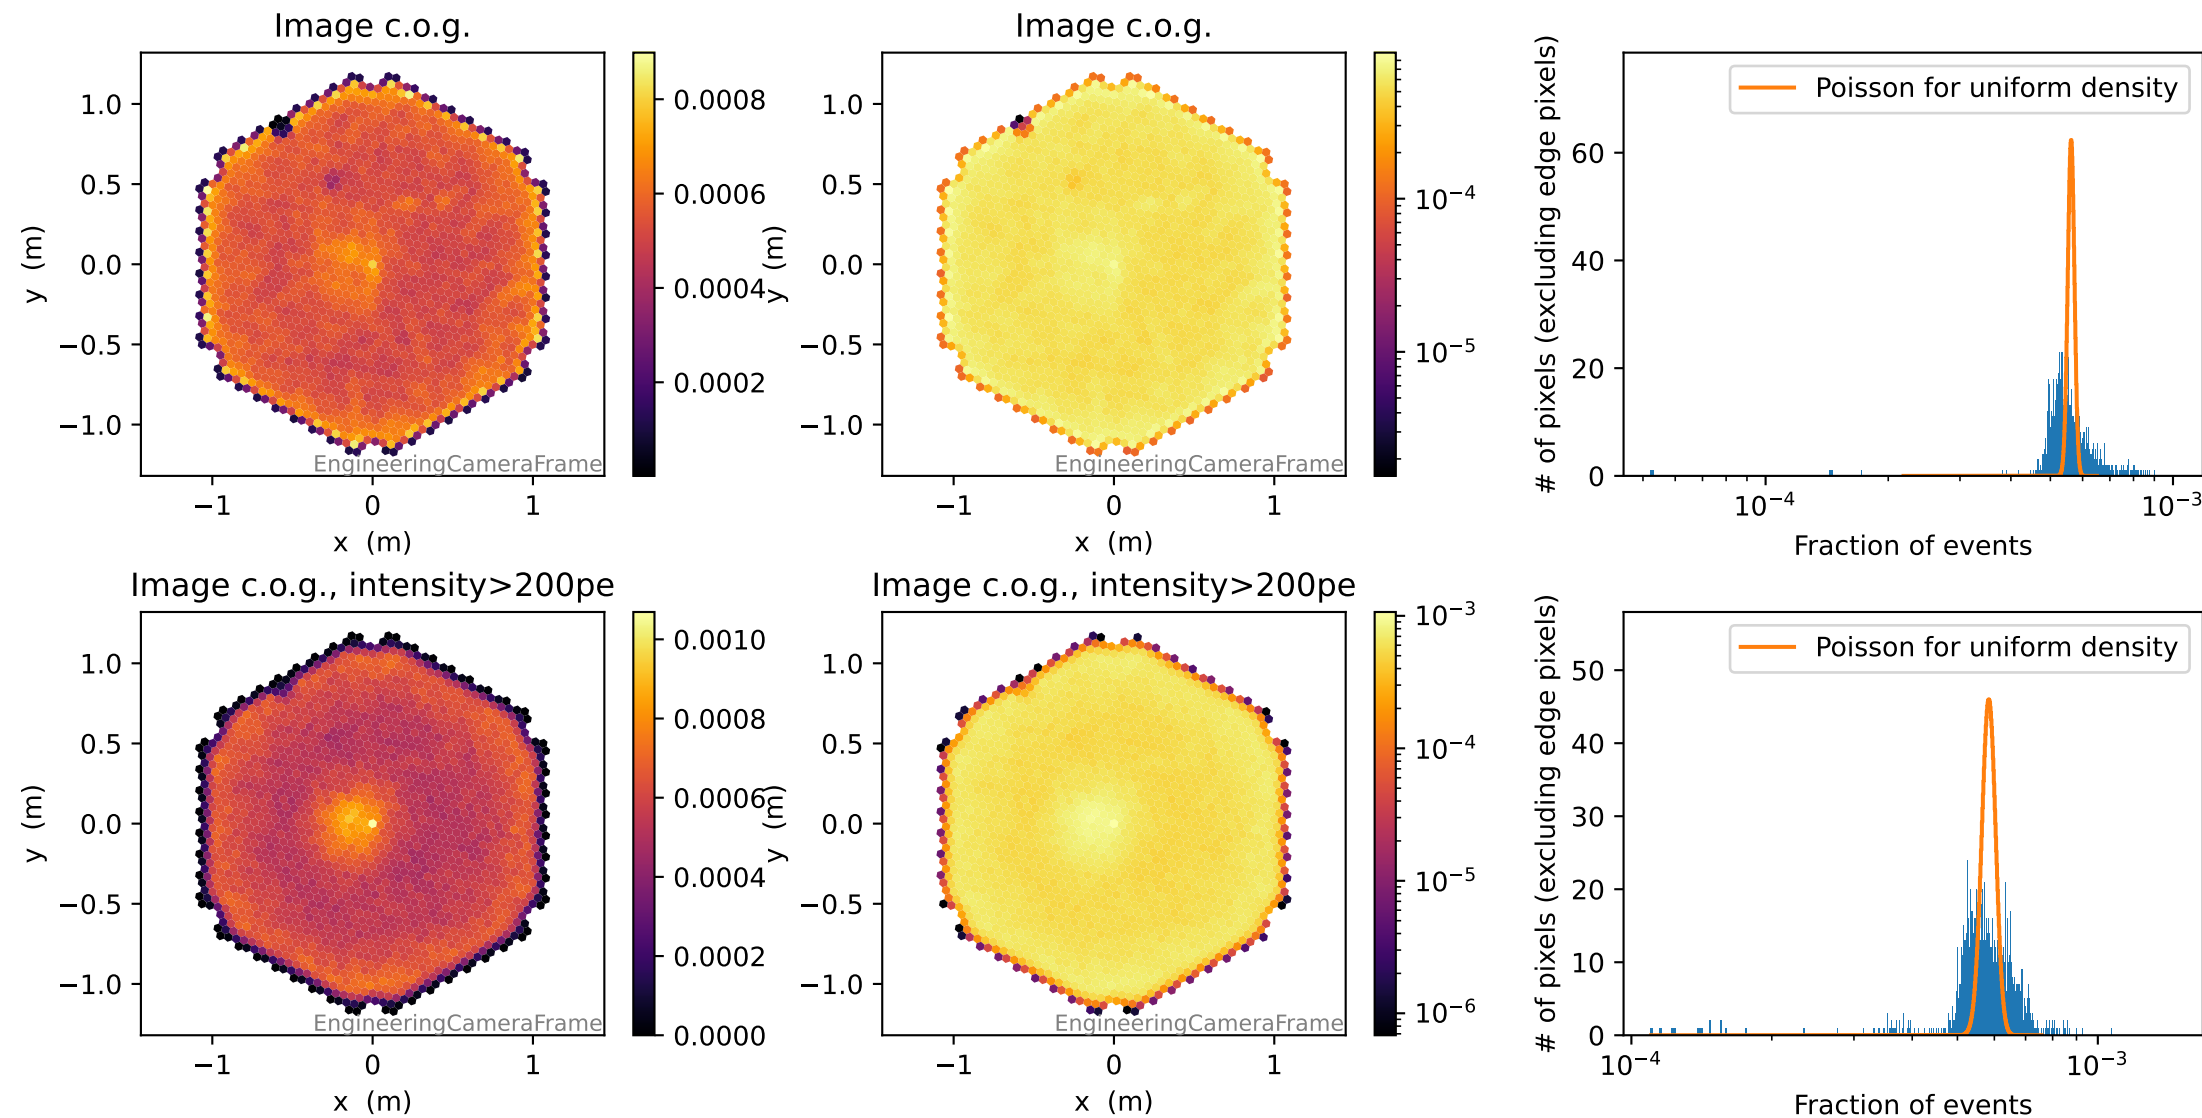 Image c.o.g.
y (m)
1.0
0.5
0.0
−0.5
−1.0
−1
0
1
x (m)
EngineeringCameraFrame
0.0008
0.0006
0.0004
0.0002
Image c.o.g.
y (m)
1.0
0.5
0.0
−0.5
−1.0
−1
0
1
x (m)
EngineeringCameraFrame
10⁻⁴
10⁻⁵
# of pixels (excluding edge pixels)
60
40
20
0
Poisson for uniform density
10⁻⁴
10⁻³
Fraction of events
Image c.o.g., intensity>200pe
y (m)
1.0
0.5
0.0
−0.5
−1.0
−1
0
1
x (m)
EngineeringCameraFrame
0.0010
0.0008
0.0006
0.0004
0.0002
0.0000
Image c.o.g., intensity>200pe
y (m)
1.0
0.5
0.0
−0.5
−1.0
−1
0
1
x (m)
EngineeringCameraFrame
10⁻³
10⁻⁴
10⁻⁵
10⁻⁶
# of pixels (excluding edge pixels)
50
40
30
20
10
0
Poisson for uniform density
10⁻⁴
10⁻³
Fraction of events